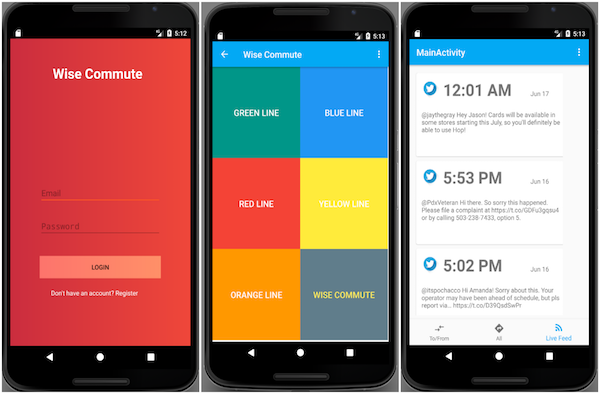 5:12
Wise Commute
Email
Password
LOGIN
Don't have an account? Register
5:13
Wise Commute
GREEN LINE
BLUE LINE
RED LINE
YELLOW LINE
ORANGE LINE
WISE COMMUTE
5:13
MainActivity
12:01 AM
Jun 17
@jaythegray Hey Jason! Cards will be available in
some stores starting this July, so you'll definitely be
able to use Hop!
5:53 PM
Jun 16
@PdxVeteran Hi there. So sorry this happened.
Please file a complaint at https://t.co/GDFu3gqsu4
or by calling 503-238-7433, option 5.
5:02 PM
Jun 16
@itspochacco Hi Amanda! Sorry about this. Your
operator may have been ahead of schedule, but pls
report via... https://t.co/D39QsdSwPr
To/From
All
Live Feed